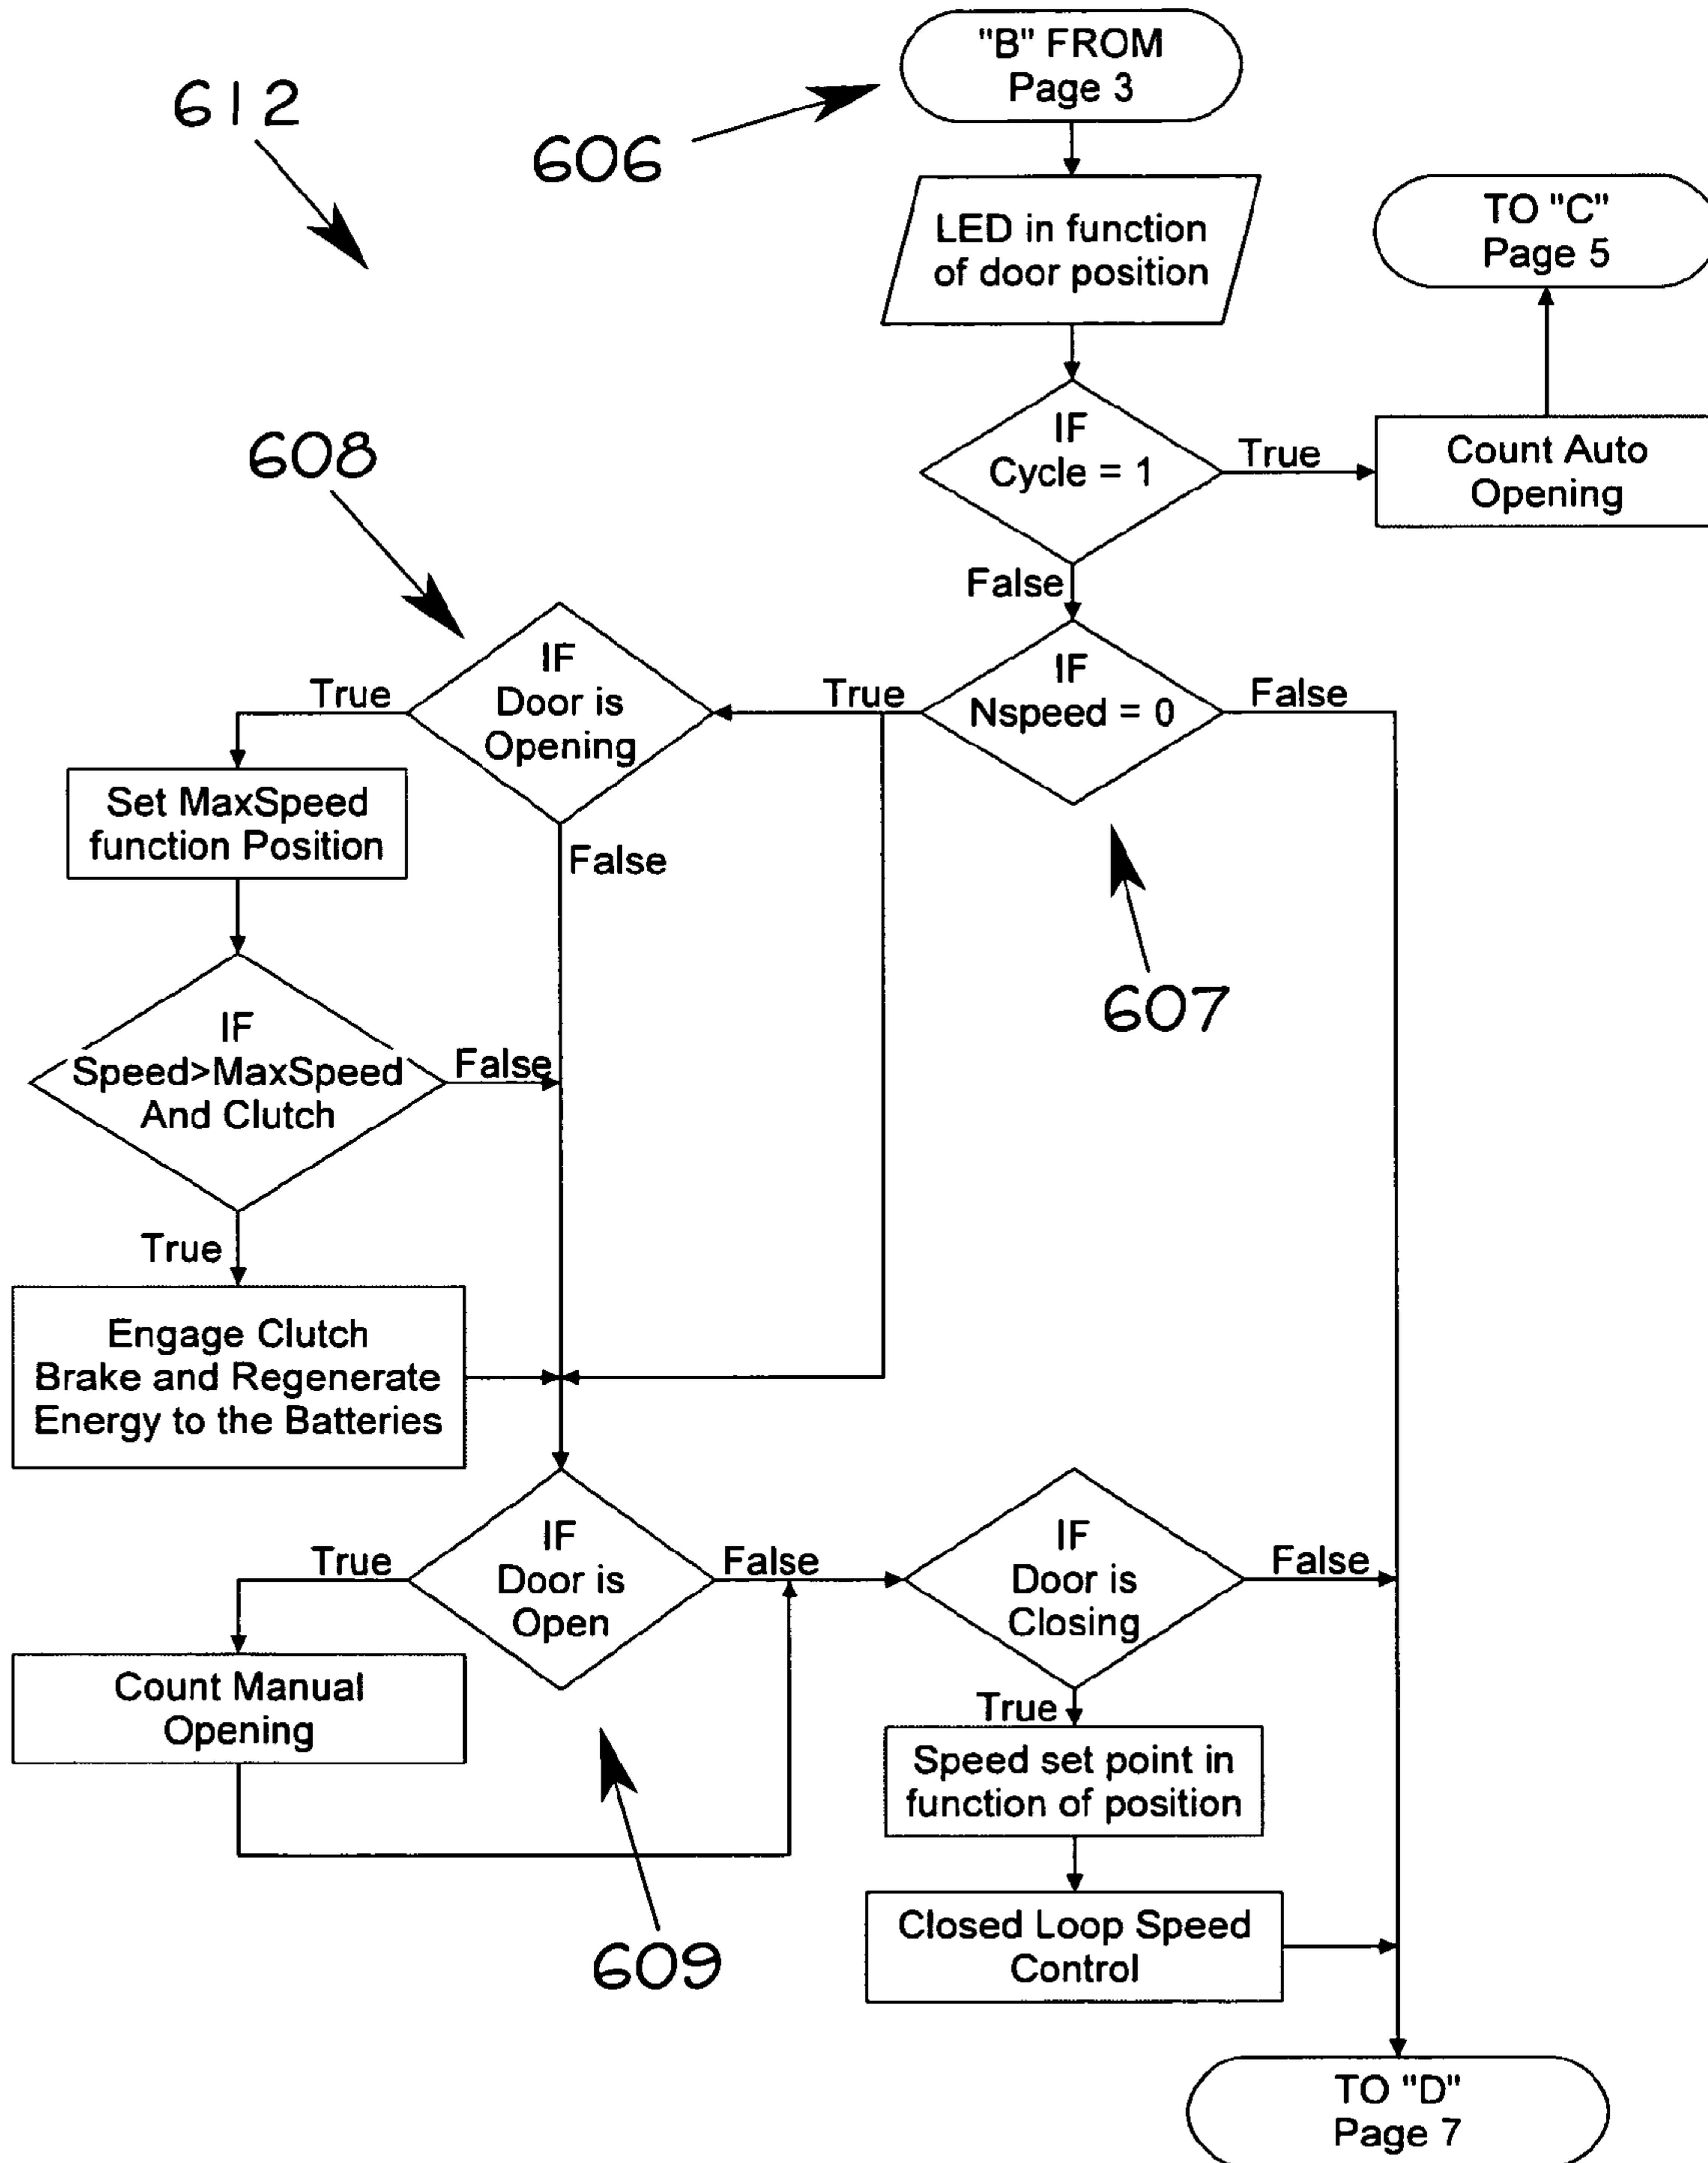 "B" FROM
Page 3
612
606
LED in function
of door position
TO "C"
Page 5
IF
Cycle = 1
True
Count Auto
Opening
False
608
IF
Door is
Opening
True
True
IF
Nspeed = 0
False
Set MaxSpeed
function Position
False
607
IF
Speed>MaxSpeed
And Clutch
False
True
Engage Clutch
Brake and Regenerate
Energy to the Batteries
True
IF
Door is
Open
False
IF
Door is
Closing
False
Count Manual
Opening
True
Speed set point in
function of position
609
Closed Loop Speed
Control
TO "D"
Page 7